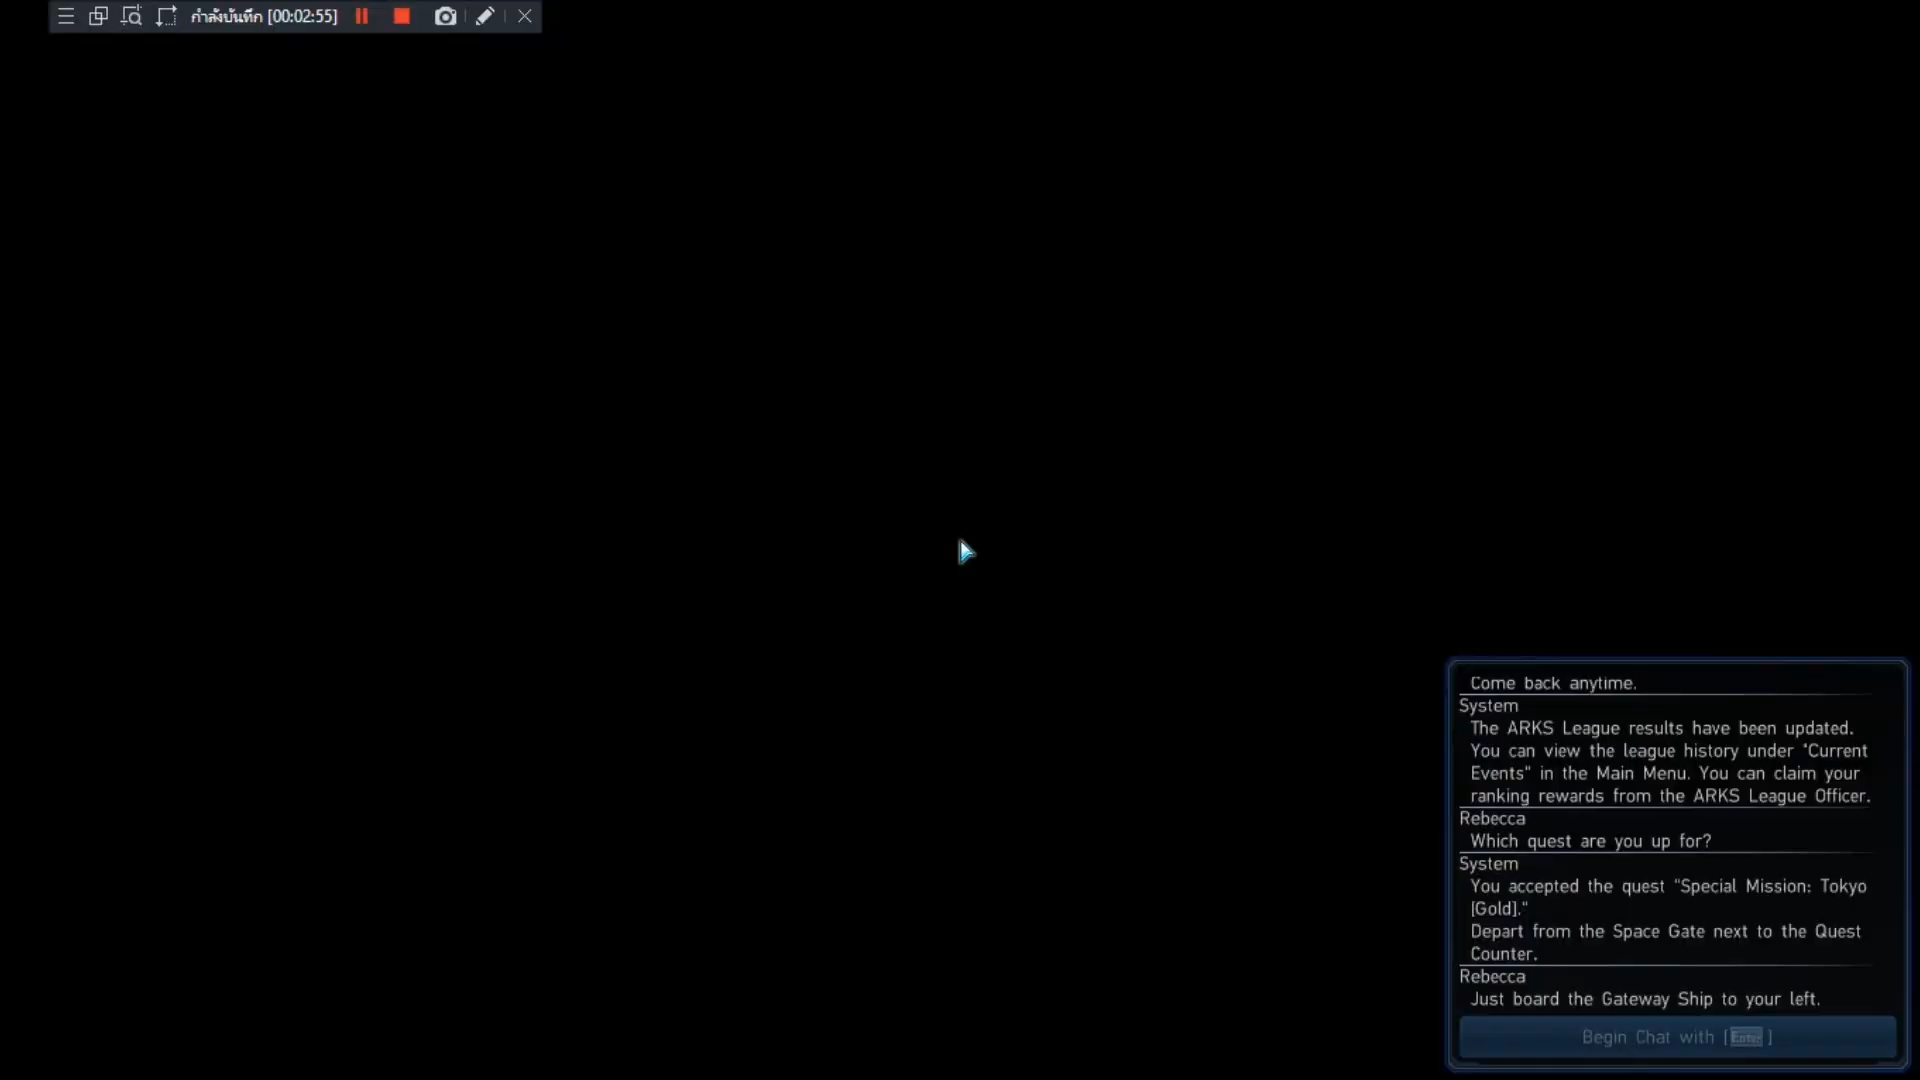 กำลังบันทึก [00:02:55]
Come back anytime.
System
The ARKS League results have been updated.
You can view the league history under "Current
Events" in the Main Menu. You can claim your
ranking rewards from the ARKS League Officer.
Rebecca
Which quest are you up for?
System
You accepted the quest "Special Mission: Tokyo
[Gold]."
Depart from the Space Gate next to the Quest
Counter.
Rebecca
Just board the Gateway Ship to your left.
Begin Chat with [Enter]